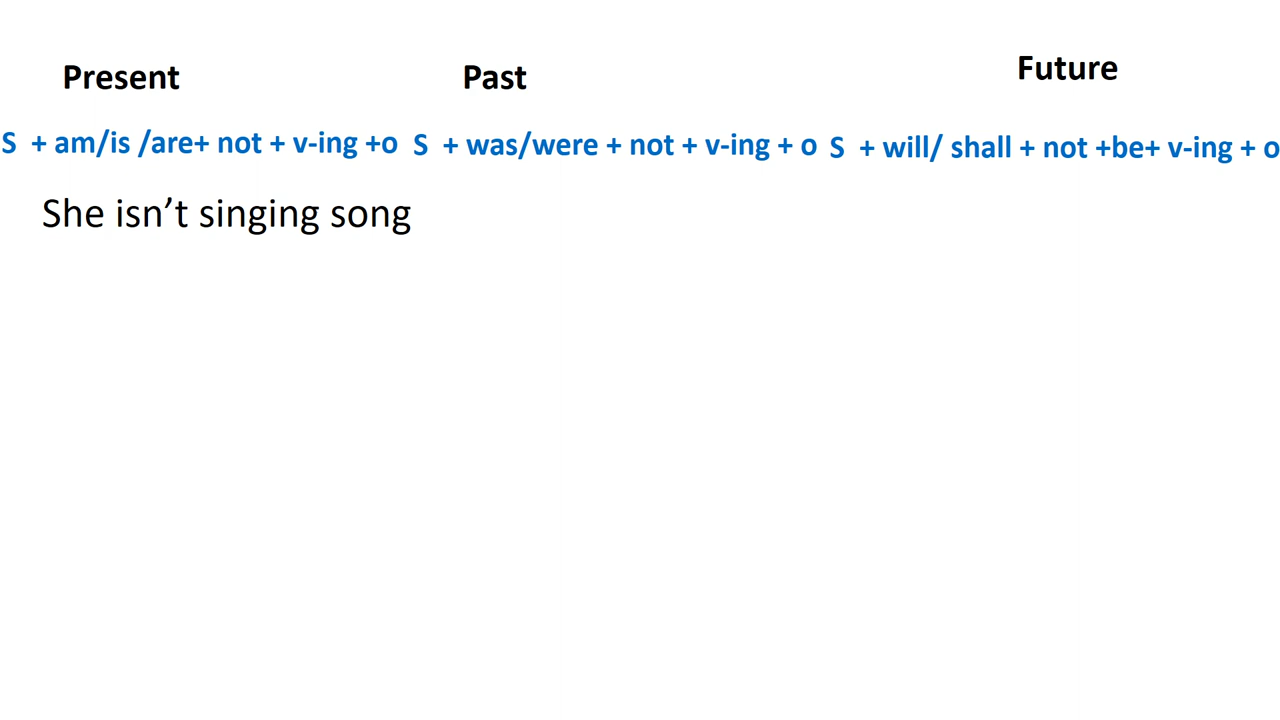 Present Past Future
S + am/is /are+ not + v-ing +o S + was/were + not + v-ing + o S + will/ shall + not +be+ v-ing + o
She isn’t singing song